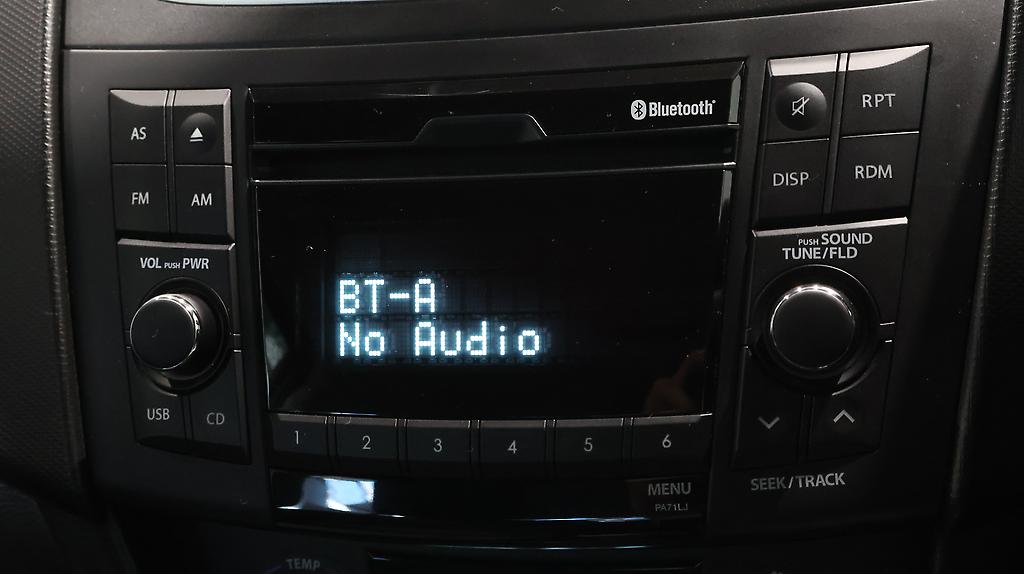 Bluetooth®
AS
FM
AM
VOL PUSH PWR
USB
CD
BT-A
No Audio
1 2 3 4 5 6
MENU
PA71LJ
RPT
DISP
RDM
PUSH SOUND
TUNE/FLD
SEEK/TRACK
TEMP